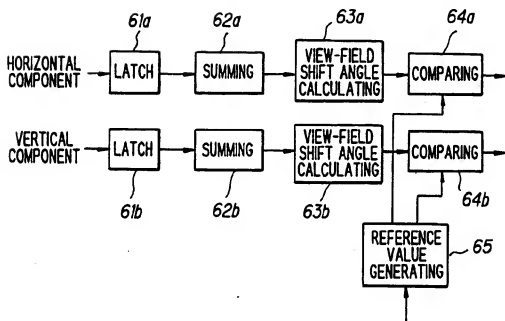 61a
62a
63a
64a
HORIZONTAL
COMPONENT
LATCH
SUMMING
VIEW-FIELD
SHIFT ANGLE
CALCULATING
COMPARING
VERTICAL
COMPONENT
LATCH
SUMMING
VIEW-FIELD
SHIFT ANGLE
CALCULATING
COMPARING
61b
62b
63b
64b
REFERENCE
VALUE
GENERATING
65